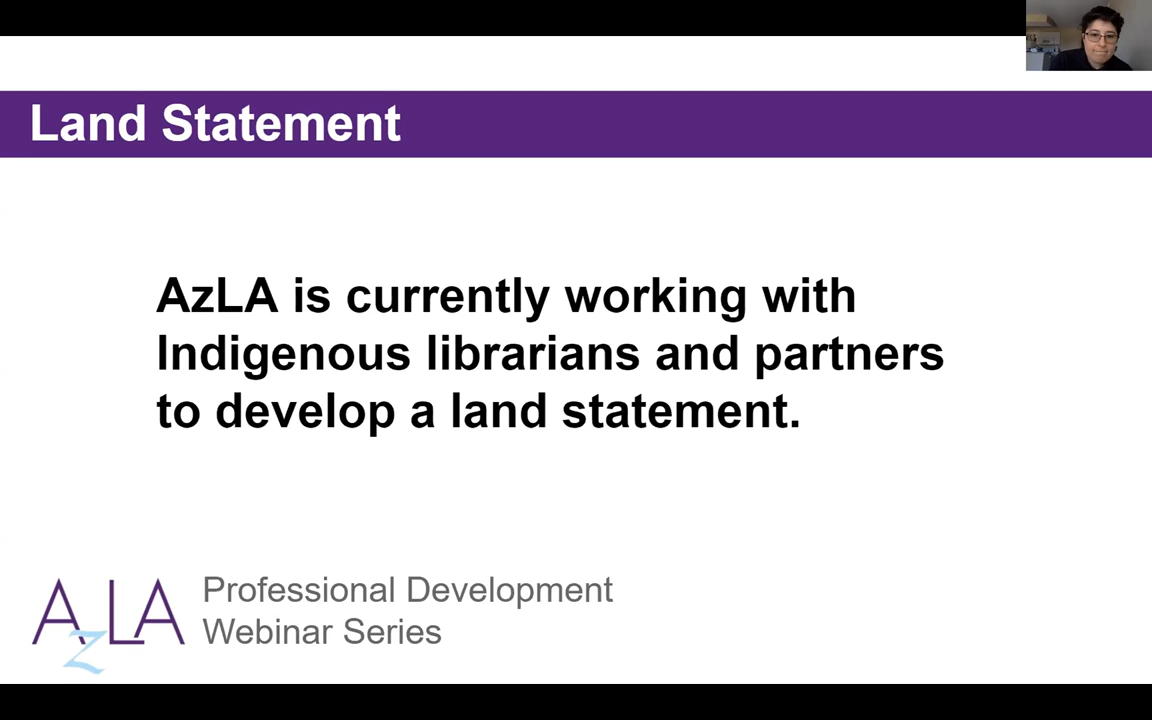 Land Statement
AzLA is currently working with
Indigenous librarians and partners
to develop a land statement.
AzLA
Professional Development
Webinar Series